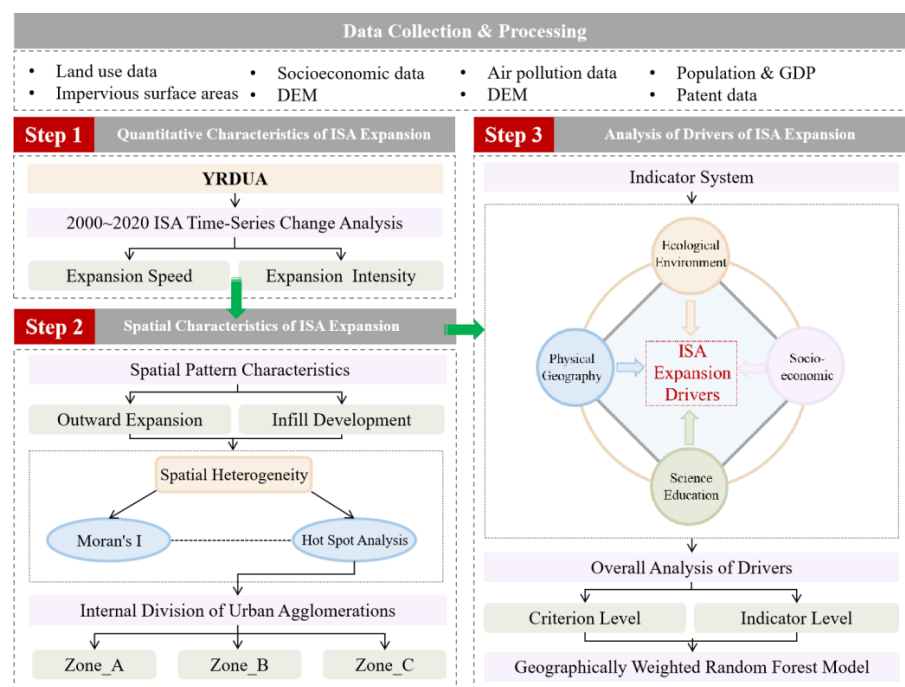 Data Collection & Processing
• Land use data
• Impervious surface areas
• Socioeconomic data
• DEM
• Air pollution data
• DEM
• Population & GDP
• Patent data
Step 1
Quantitative Characteristics of ISA Expansion
YRDUA
2000~2020 ISA Time-Series Change Analysis
Expansion Speed
Expansion Intensity
Step 2
Spatial Characteristics of ISA Expansion
Spatial Pattern Characteristics
Outward Expansion
Infill Development
Spatial Heterogeneity
Moran's I
Hot Spot Analysis
Internal Division of Urban Agglomerations
Zone_A
Zone_B
Zone_C
Step 3
Analysis of Drivers of ISA Expansion
Indicator System
Ecological
Environment
Physical
Geography
ISA
Expansion
Drivers
Socio-
economic
Science
Education
Overall Analysis of Drivers
Criterion Level
Indicator Level
Geographically Weighted Random Forest Model